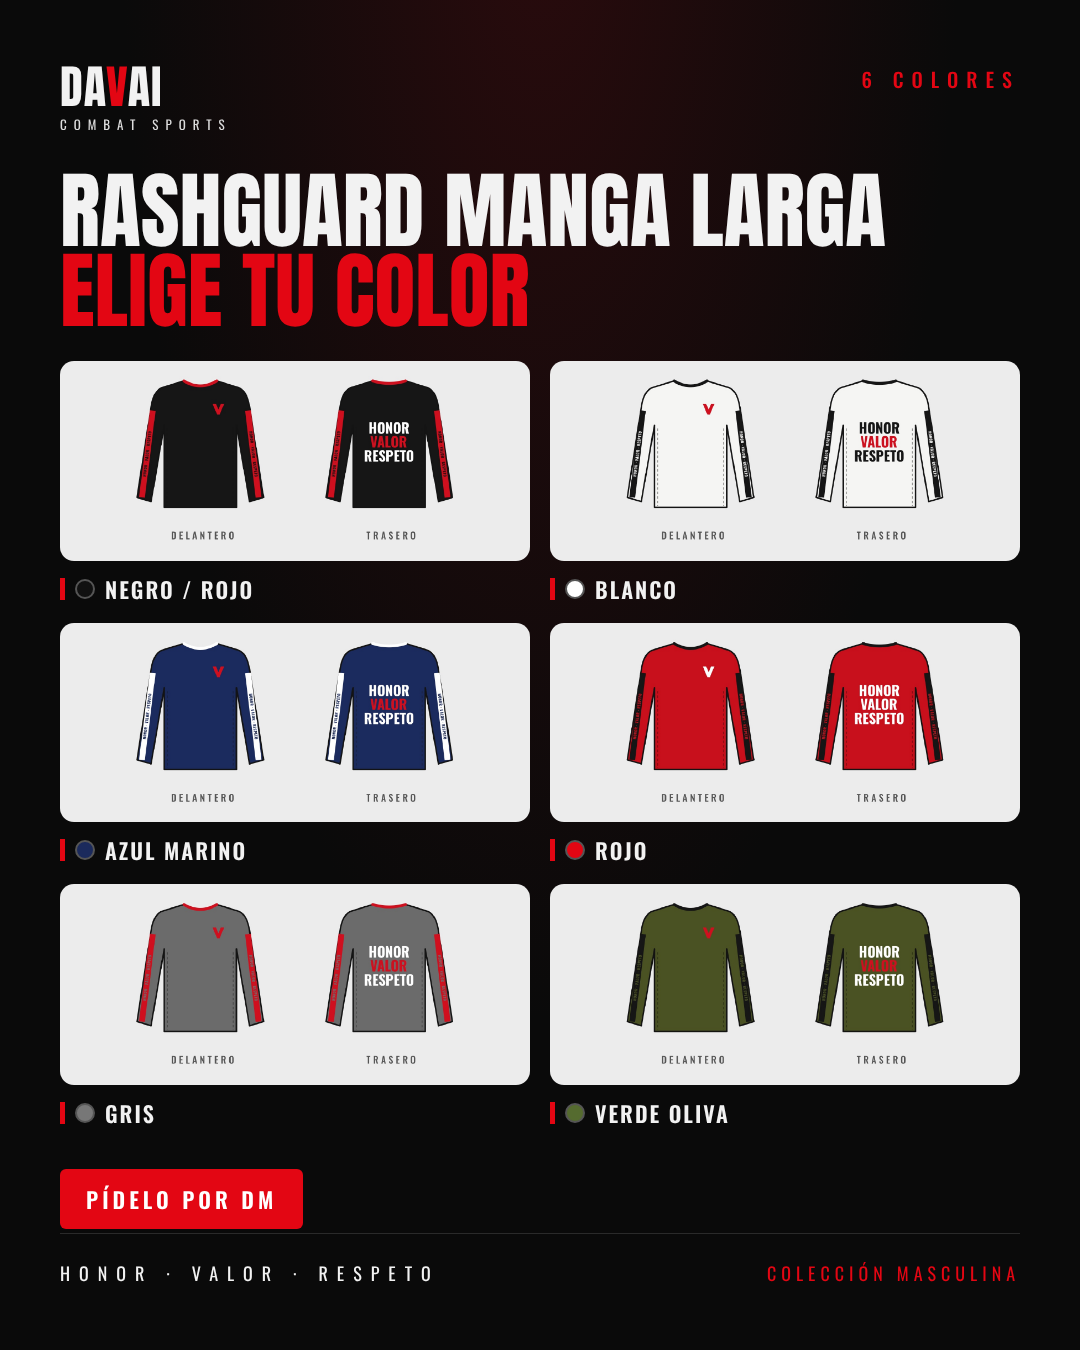 DAVAI
COMBAT SPORTS
6 COLORES
RASHGUARD MANGA LARGA
ELIGE TU COLOR
V
HONOR
VALOR
RESPETO
DELANTERO
TRASERO
NEGRO / ROJO
V
HONOR
VALOR
RESPETO
DELANTERO
TRASERO
BLANCO
V
HONOR
VALOR
RESPETO
DELANTERO
TRASERO
AZUL MARINO
V
HONOR
VALOR
RESPETO
DELANTERO
TRASERO
ROJO
V
HONOR
VALOR
RESPETO
DELANTERO
TRASERO
GRIS
V
HONOR
VALOR
RESPETO
DELANTERO
TRASERO
VERDE OLIVA
PÍDELO POR DM
HONOR · VALOR · RESPETO
COLECCIÓN MASCULINA